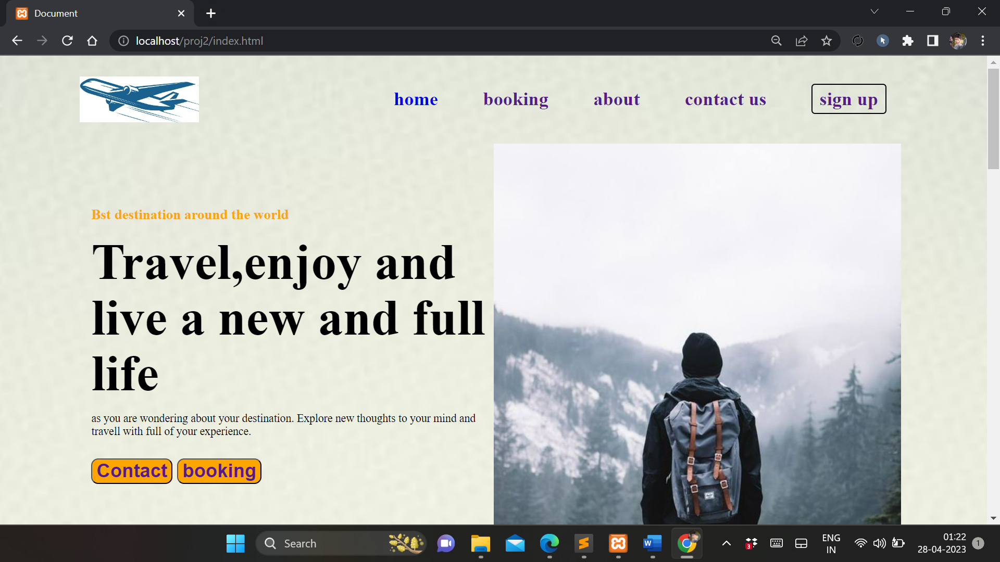 Document
localhost/proj2/index.html
home booking about contact us sign up
Bst destination around the world
Travel,enjoy and
live a new and full
life
as you are wondering about your destination. Explore new thoughts to your mind and
travell with full of your experience.
Contact booking
Search
3
ENG
IN
01:22
28-04-2023
1